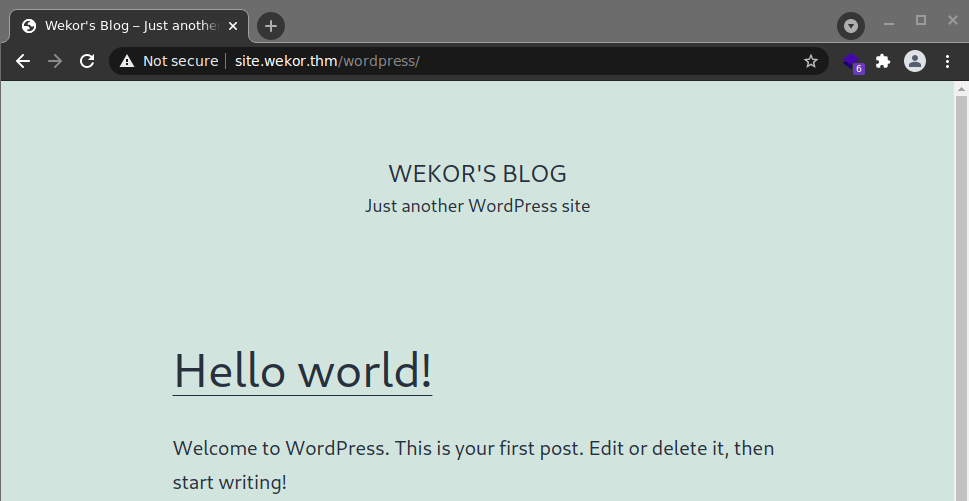 Wekor's Blog – Just another
Not secure site.wekor.thm/wordpress/
6
WEKOR'S BLOG
Just another WordPress site
Hello world!
Welcome to WordPress. This is your first post. Edit or delete it, then
start writing!